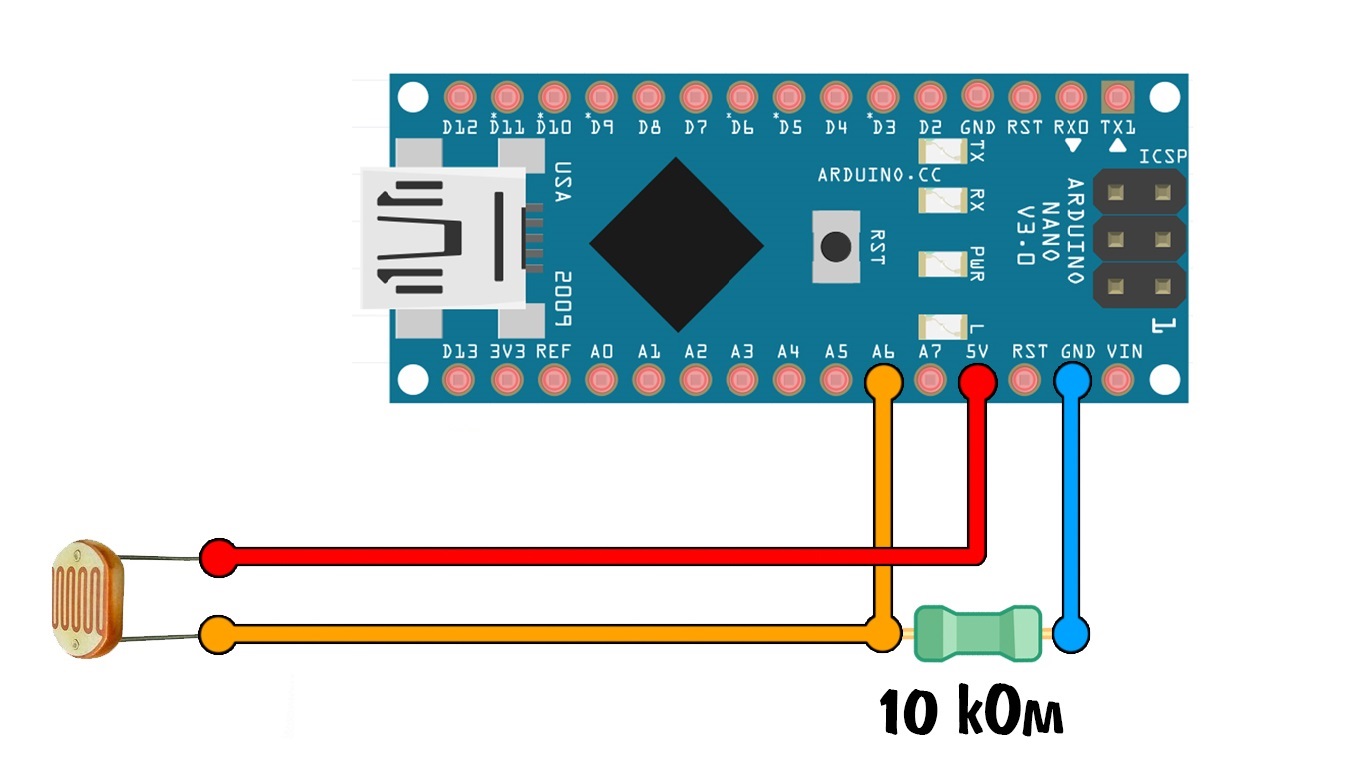 D12 *D11 *D10 *D9 D8 D7 *D6 *D5 D4 *D3 D2 GND RST RX0 TX1
ICSP
TX
ARDUINO.CC
RX
USA
RST
PWR
ARDUINO
NANO
V3.0
2009
L
1
D13 3V3 REF A0 A1 A2 A3 A4 A5 A6 A7 5V RST GND VIN
10 кОм